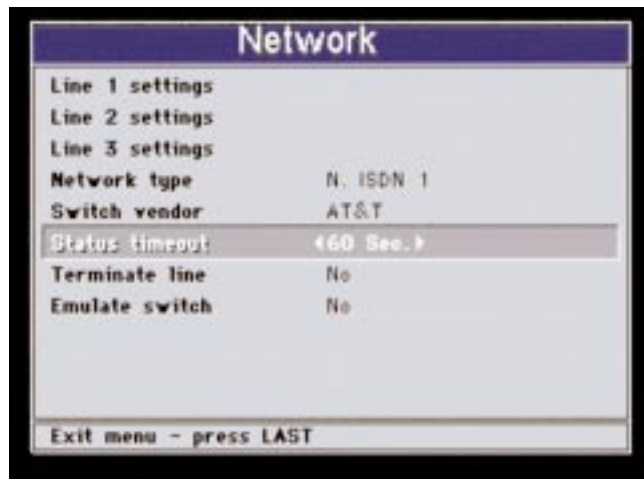 Network
Line 1 settings
Line 2 settings
Line 3 settings
Network type N. ISDN 1
Switch vendor AT&T
Status timeout 60 Sec.
Terminate line No
Emulate switch No
Exit menu - press LAST